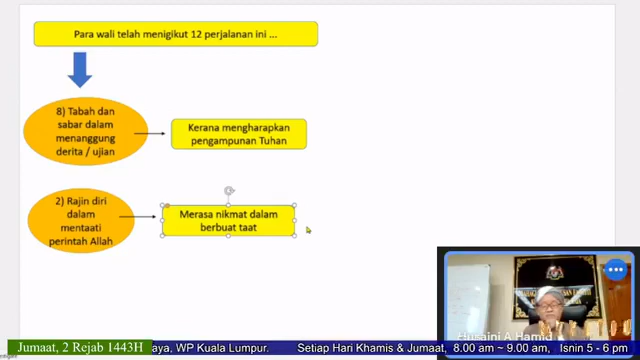 Para wali telah menigikut 12 perjalanan ini ...
8) Tabah dan
sabar dalam
menanggung
derita / ujian
Kerana mengharapkan
pengampunan Tuhan
2) Rajin diri
dalam
mentaati
perintah Allah
Merasa nikmat dalam
berbuat taat
Husaini A Hamid
Jumaat, 2 Rejab 1443H
aya, WP Kuala Lumpur. Setiap Hari Khamis & Jumaat, 8.00 am ~ 9.00 am, Isnin 5 - 6 pm